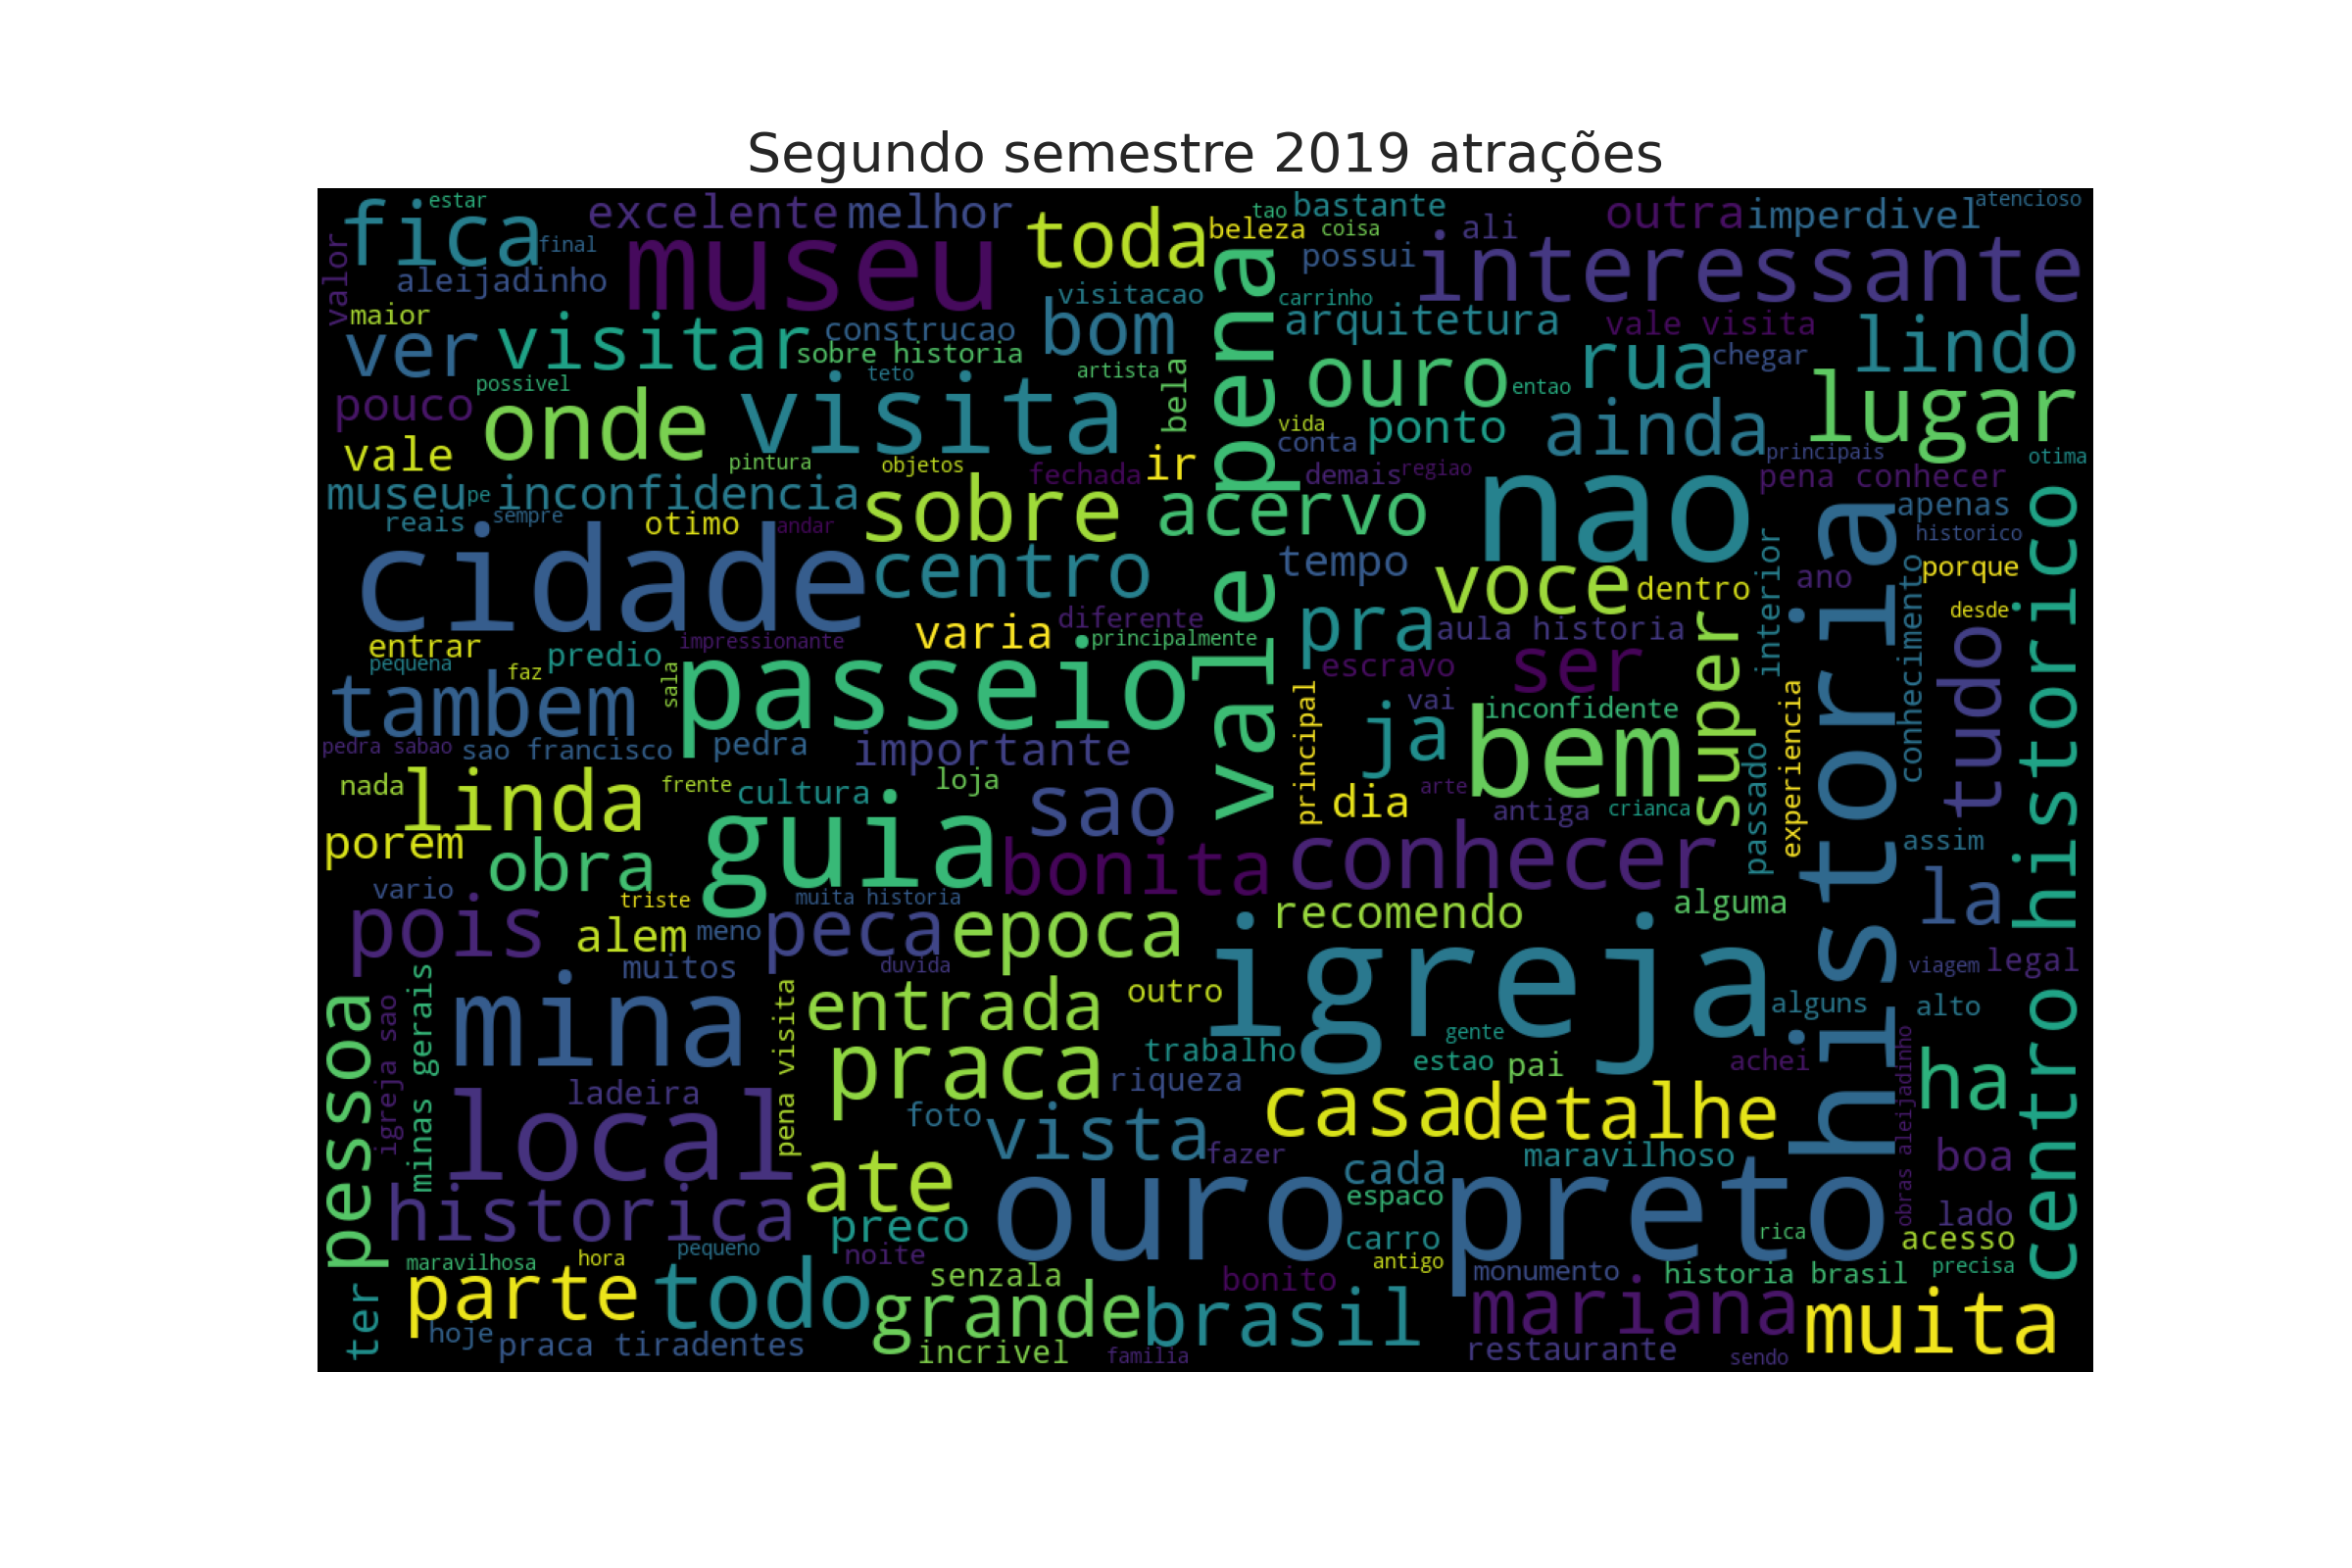 Segundo semestre 2019 atrações
fica
estar
final
excelente
melhor
museu
toda
tao
bastante
beleza
coisa
ali
outra
imperdivel
atencioso
valor
aleijadinho
possui
interessante
maior
visitacao
carrinho
ver
visitar
construcao
bom
arquitetura
vale visita
sobre historia
rua
chegar
lindo
possivel
teto
artista
bela
ouro
entao
lugar
pouco
onde
visita
vida
ponto
ainda
conta
principais
vale
pintura
objetos
ir
fechada
demais
regiao
otima
pena conhecer
museu
pe
inconfidencia
sobre
acervo
nao
apenas
reais
sempre
otimo
andar
historico
cidade
centro
vale pena
tempo
voce
dentro
interior
ano
conhecimento
porque
varia
diferente
desde
entrar
impressionante
principalmente
pra
aula historia
pequena
faz
predio
sala
passeio
escravo
ser
super
tudo
tambem
principal
vai
inconfidente
experiencia
ja
bem
pedra sabao
sao francisco
pedra
importante
passado
nada
linda
frente
cultura
loja
sao
dia
arte
antiga
crianca
historia
centro historico
porem
obra
guia
bonita
conhecer
assim
vario
triste
muita historia
la
pois
alem
meno
peca
epoca
recomendo
alguma
muitos
duvida
viagem
legal
pessoa
igreja sao
minas gerais
mina
pena visita
entrada
outro
igreja
alguns
alto
gente
praca
trabalho
estao
pai
achei
ladeira
riqueza
local
foto
vista
casa
detalhe
ha
obras aleijadinho
fazer
cada
maravilhoso
boa
historica
ate
ouro preto
espaco
preco
carro
rica
lado
acesso
noite
maravilhosa
hora
pequeno
antigo
ter
parte
todo
senzala
bonito
monumento
historia brasil
precisa
grande
brasil
mariana
muita
hoje
praca tiradentes
incrivel
familia
restaurante
sendo